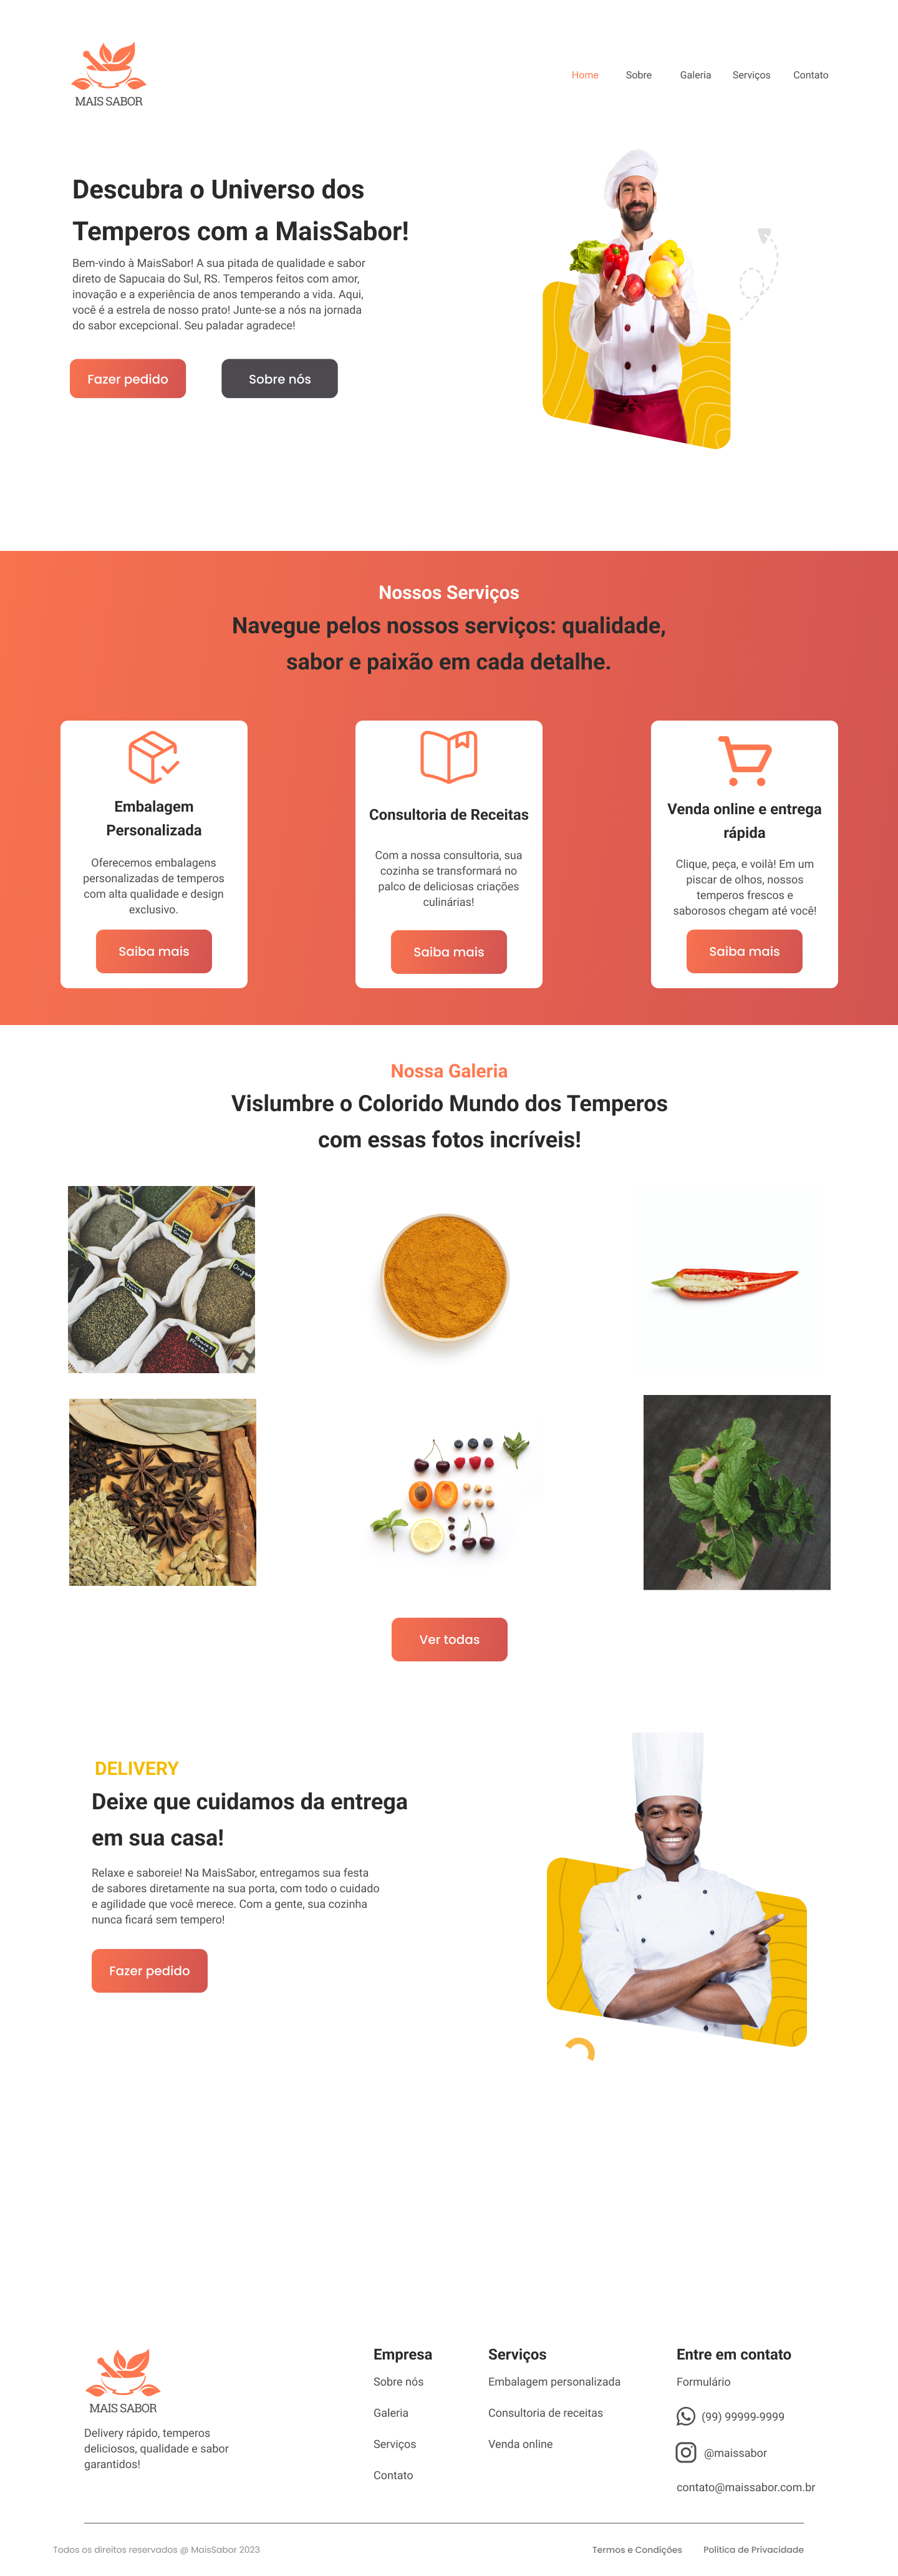 MAIS SABOR
Home Sobre Galeria Serviços Contato
Descubra o Universo dos
Temperos com a MaisSabor!
Bem-vindo à MaisSabor! A sua pitada de qualidade e sabor
direto de Sapucaia do Sul, RS. Temperos feitos com amor,
inovação e a experiência de anos temperando a vida. Aqui,
você é a estrela de nosso prato! Junte-se a nós na jornada
do sabor excepcional. Seu paladar agradece!
Fazer pedido
Sobre nós
Nossos Serviços
Navegue pelos nossos serviços: qualidade,
sabor e paixão em cada detalhe.
Embalagem
Personalizada
Oferecemos embalagens
personalizadas de temperos
com alta qualidade e design
exclusivo.
Saiba mais
Consultoria de Receitas
Com a nossa consultoria, sua
cozinha se transformará no
palco de deliciosas criações
culinárias!
Saiba mais
Venda online e entrega
rápida
Clique, peça, e voilà! Em um
piscar de olhos, nossos
temperos frescos e
saborosos chegam até você!
Saiba mais
Nossa Galeria
Vislumbre o Colorido Mundo dos Temperos
com essas fotos incríveis!
Ver todas
DELIVERY
Deixe que cuidamos da entrega
em sua casa!
Relaxe e saboreie! Na MaisSabor, entregamos sua festa
de sabores diretamente na sua porta, com todo o cuidado
e agilidade que você merece. Com a gente, sua cozinha
nunca ficará sem tempero!
Fazer pedido
MAIS SABOR
Delivery rápido, temperos
deliciosos, qualidade e sabor
garantidos!
Empresa
Sobre nós
Galeria
Serviços
Contato
Serviços
Embalagem personalizada
Consultoria de receitas
Venda online
Entre em contato
Formulário
(99) 99999-9999
@maissabor
contato@maissabor.com.br
Todos os direitos reservados @ MaisSabor 2023
Termos e Condições
Política de Privacidade